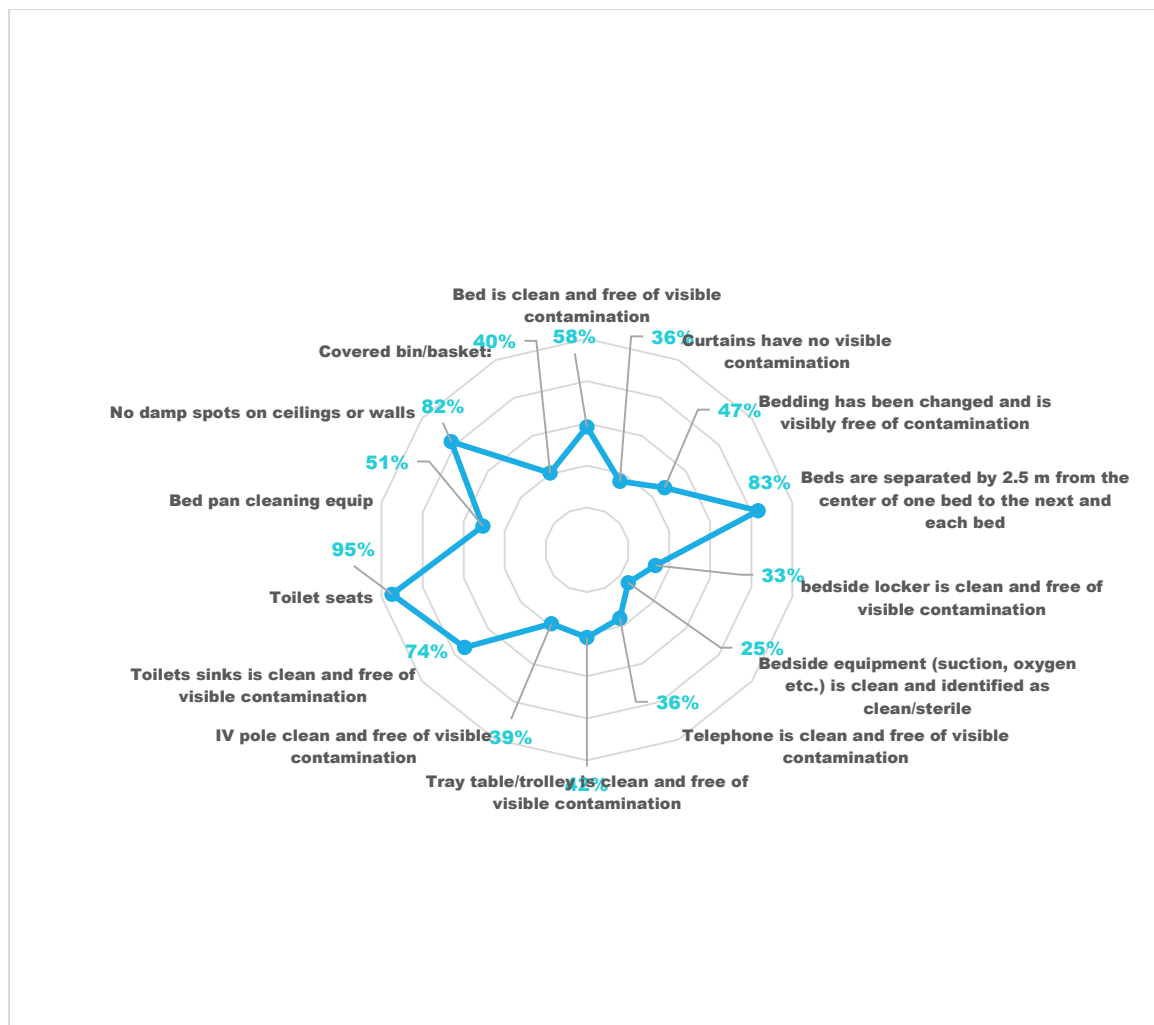 Bed is clean and free of visible
contamination
58%
36%
Curtains have no visible
contamination
47%
Bedding has been changed and is
visibly free of contamination
83%
Beds are separated by 2.5 m from the
center of one bed to the next and
each bed
33%
bedside locker is clean and free of
visible contamination
25%
Bedside equipment (suction, oxygen
etc.) is clean and identified as
clean/sterile
36%
Telephone is clean and free of visible
contamination
42%
Tray table/trolley is clean and free of
visible contamination
39%
IV pole clean and free of visible
contamination
74%
Toilets sinks is clean and free of
visible contamination
95%
Toilet seats
51%
Bed pan cleaning equip
82%
No damp spots on ceilings or walls
40%
Covered bin/basket: